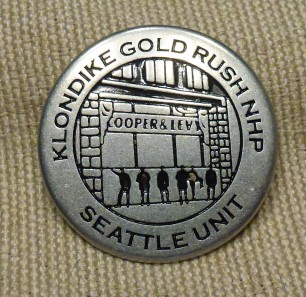 KLONDIKE GOLD RUSH NHP
COOPER & LEVY
SEATTLE UNIT